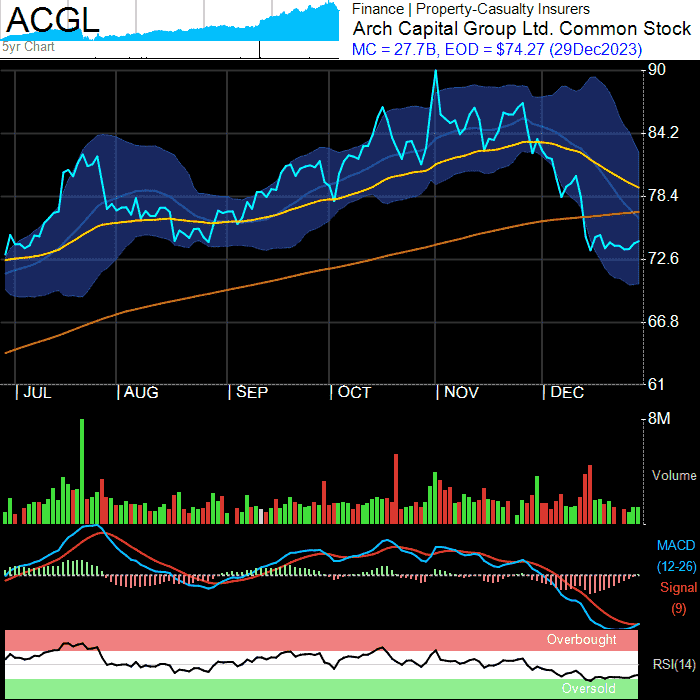 ACGL
5yr Chart
Finance | Property-Casualty Insurers
Arch Capital Group Ltd. Common Stock
MC = 27.7B, EOD = $74.27 (29Dec2023)
90
84.2
78.4
72.6
66.8
61
| JUL | AUG | SEP | OCT | NOV | DEC
8M
Volume
MACD
(12-26)
Signal
(9)
Overbought
RSI(14)
Oversold